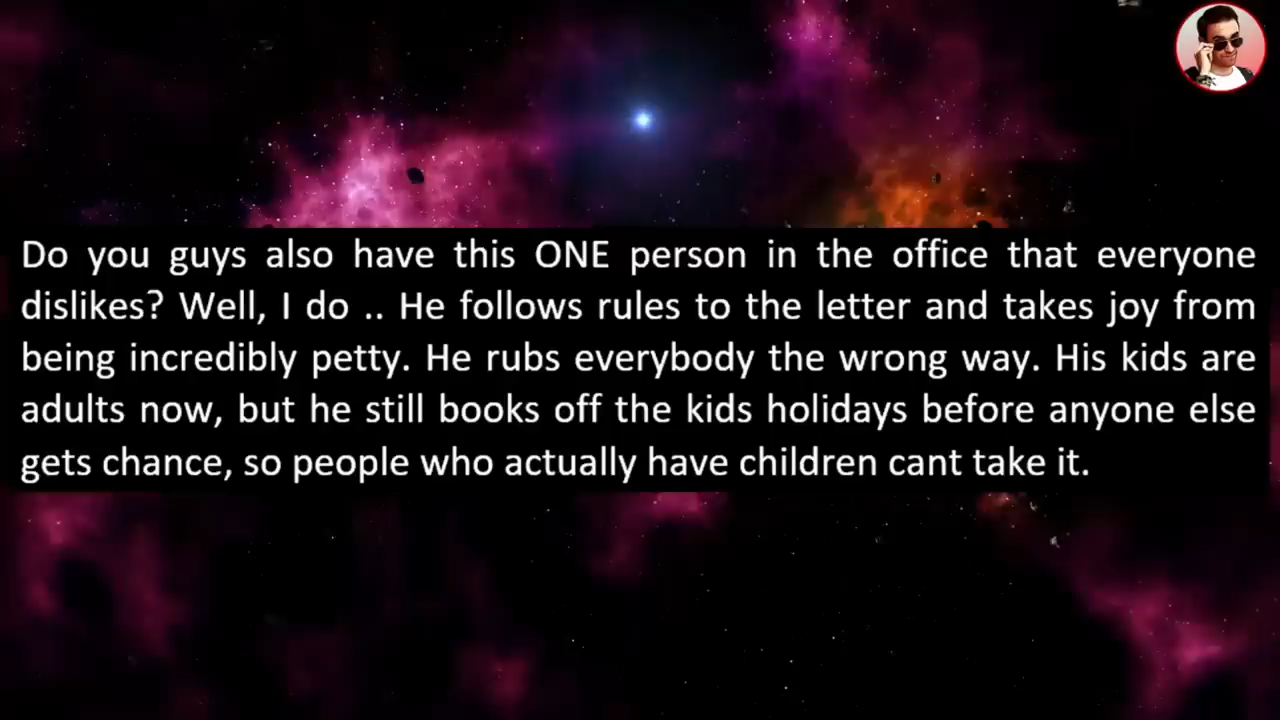 Do you guys also have this ONE person in the office that everyone
dislikes? Well, I do .. He follows rules to the letter and takes joy from
being incredibly petty. He rubs everybody the wrong way. His kids are
adults now, but he still books off the kids holidays before anyone else
gets chance, so people who actually have children cant take it.